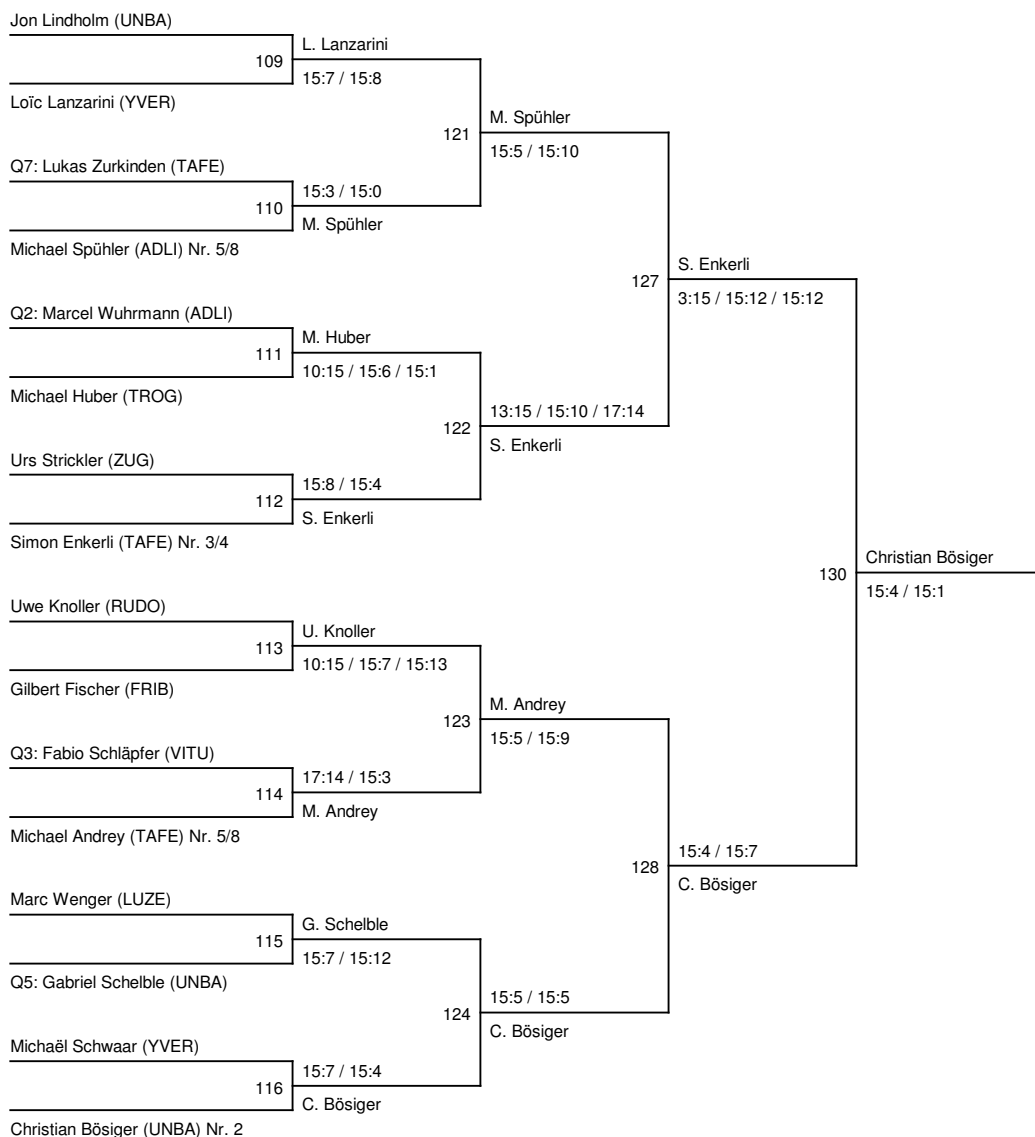 Jon Lindholm (UNBA)
L. Lanzarini
109
15:7 / 15:8
Loïc Lanzarini (YVER)
M. Spühler
121
15:5 / 15:10
Q7: Lukas Zurkinden (TAFE)
15:3 / 15:0
110
M. Spühler
Michael Spühler (ADLI) Nr. 5/8
S. Enkerli
127
3:15 / 15:12 / 15:12
Q2: Marcel Wuhrmann (ADLI)
M. Huber
111
10:15 / 15:6 / 15:1
Michael Huber (TROG)
13:15 / 15:10 / 17:14
122
S. Enkerli
Urs Strickler (ZUG)
15:8 / 15:4
112
S. Enkerli
Simon Enkerli (TAFE) Nr. 3/4
Christian Bösiger
130
15:4 / 15:1
Uwe Knoller (RUDO)
U. Knoller
113
10:15 / 15:7 / 15:13
Gilbert Fischer (FRIB)
M. Andrey
123
15:5 / 15:9
Q3: Fabio Schläpfer (VITU)
17:14 / 15:3
114
M. Andrey
Michael Andrey (TAFE) Nr. 5/8
15:4 / 15:7
128
C. Bösiger
Marc Wenger (LUZE)
G. Schelble
115
15:7 / 15:12
Q5: Gabriel Schelble (UNBA)
15:5 / 15:5
124
C. Bösiger
Michaël Schwaar (YVER)
15:7 / 15:4
116
C. Bösiger
Christian Bösiger (UNBA) Nr. 2